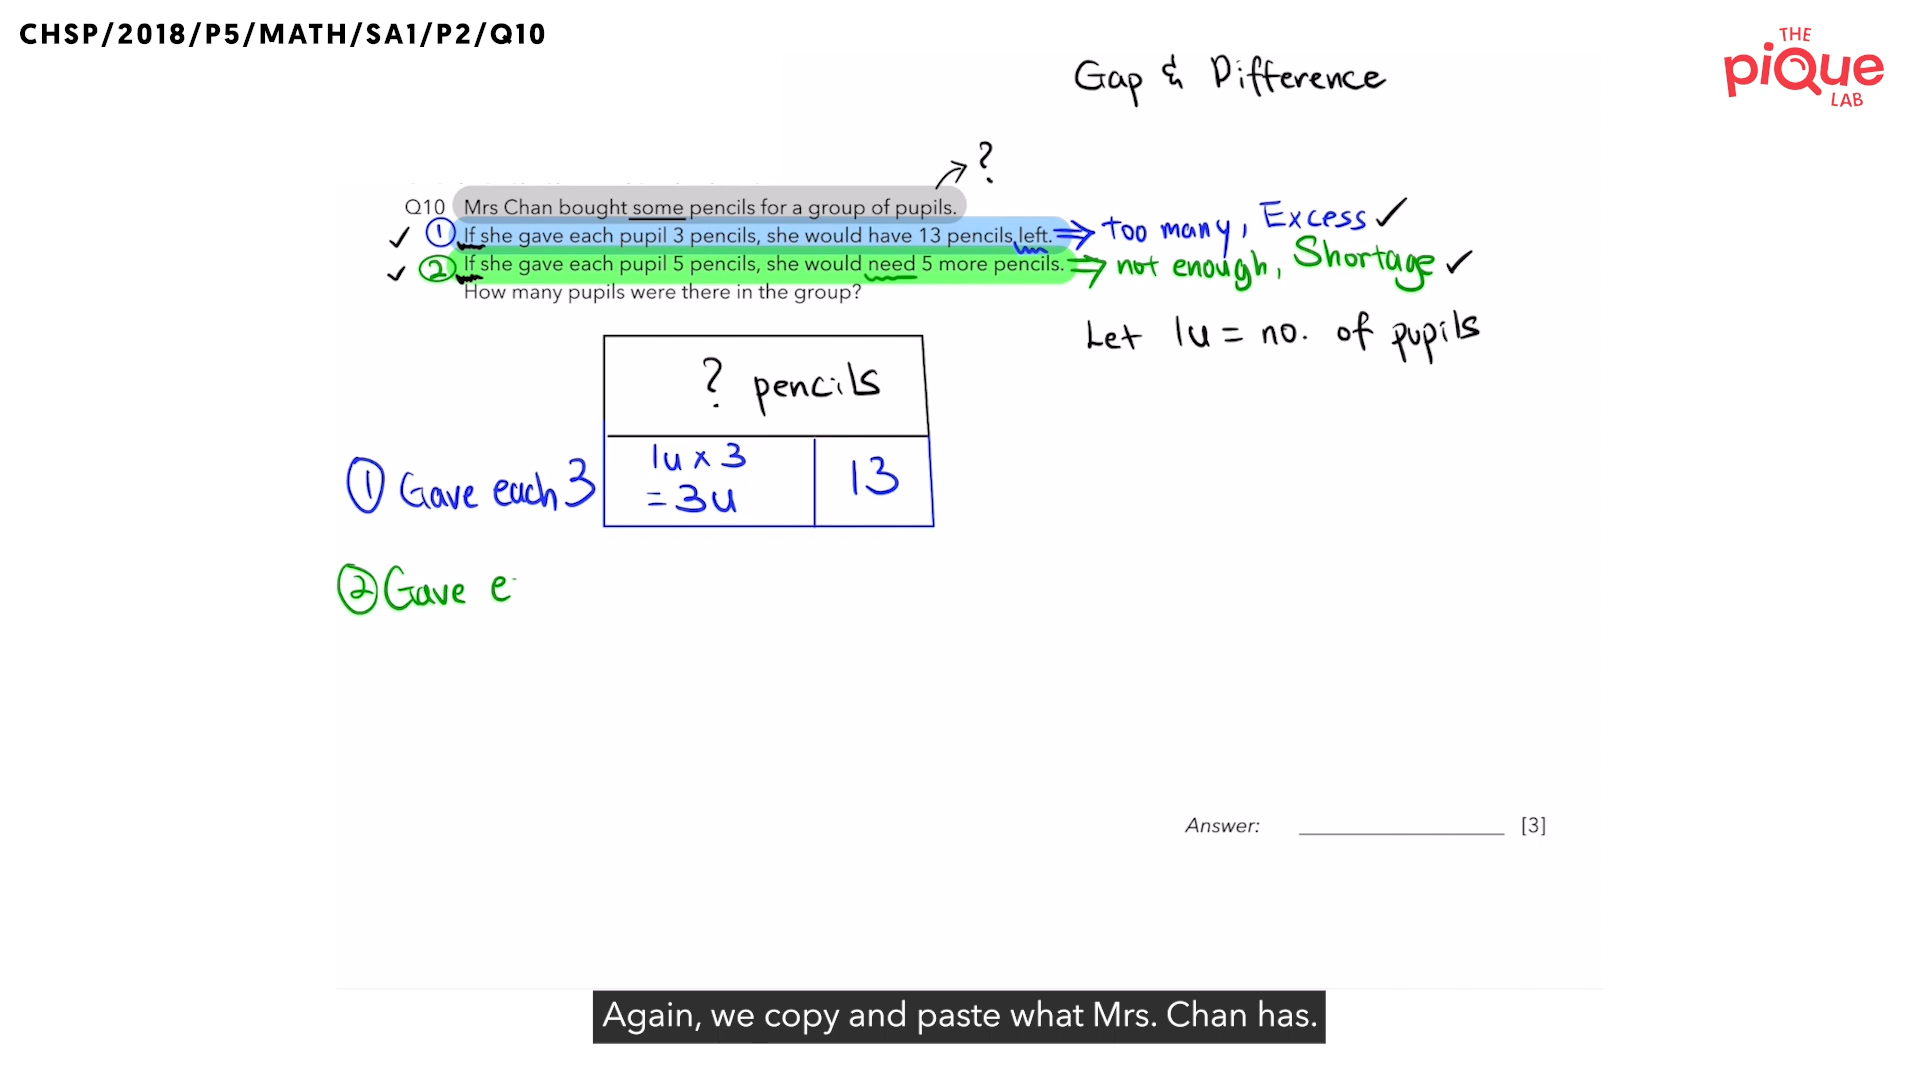 CHSP/2018/P5/MATH/SA1/P2/Q10
THE
piQue
LAB
Gap & Difference
?
Q10 Mrs Chan bought some pencils for a group of pupils.
✓ ① If she gave each pupil 3 pencils, she would have 13 pencils left. ⇒ too many, Excess ✓
✓ ② If she gave each pupil 5 pencils, she would need 5 more pencils. ⇒ not enough, Shortage ✓
How many pupils were there in the group?
Let 1u = no. of pupils
? pencils
① Gave each 3
1u × 3
= 3u
13
② Gave e
Answer: ____________ [3]
Again, we copy and paste what Mrs. Chan has.